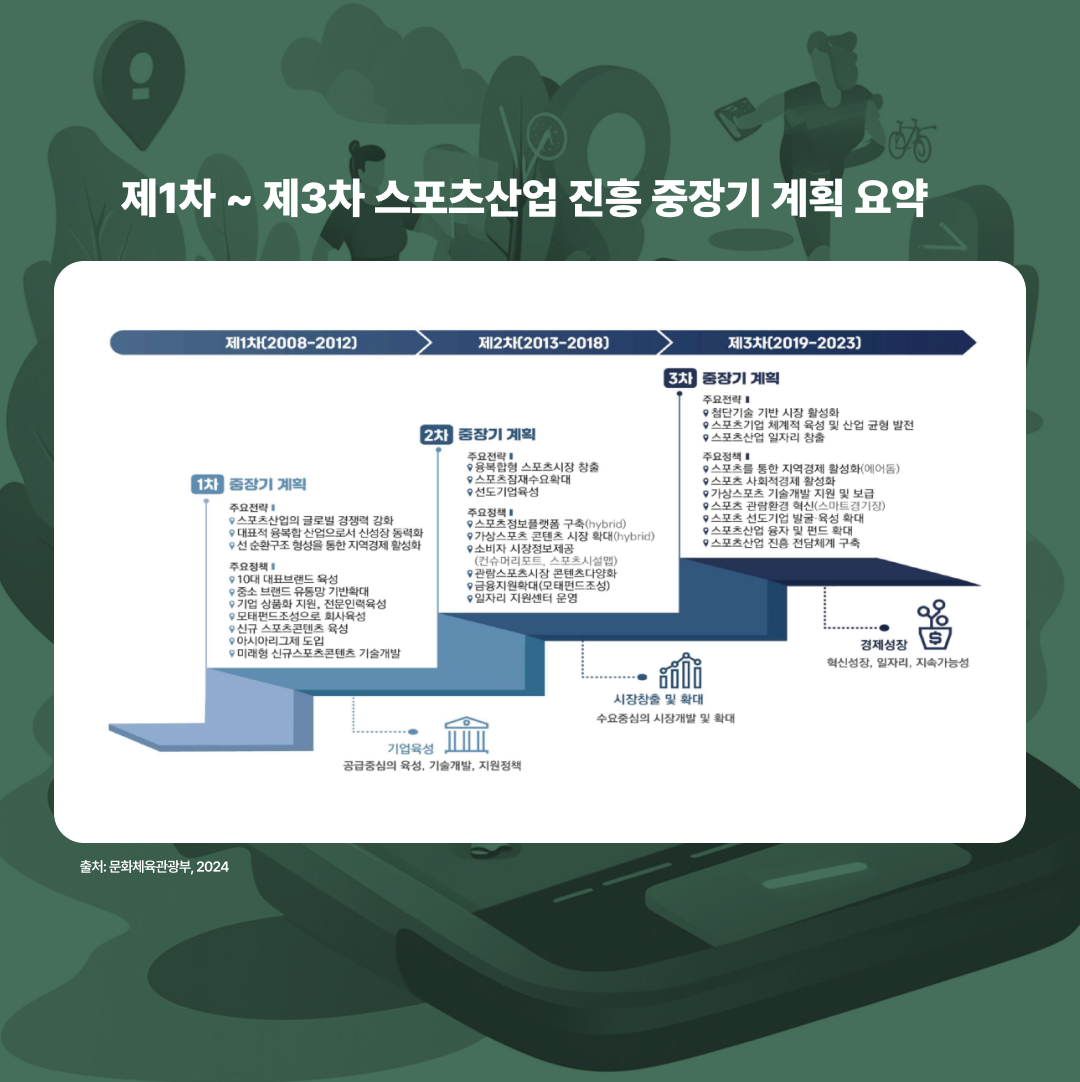 제1차 ~ 제3차 스포츠산업 진흥 중장기 계획 요약
제1차(2008-2012)
제2차(2013-2018)
제3차(2019-2023)
1차 중장기 계획
주요전략
스포츠산업의 글로벌 경쟁력 강화
대표적 융복합 산업으로서 신성장 동력화
선 순환구조 형성을 통한 지역경제 활성화
주요정책
10대 대표브랜드 육성
중소 브랜드 유통망 기반확대
기업 상품화 지원, 전문인력육성
모태펀드조성으로 회사육성
신규 스포츠콘텐츠 육성
아시아리그제 도입
미래형 신규스포츠콘텐츠 기술개발
기업육성
공급중심의 육성, 기술개발, 지원정책
2차 중장기 계획
주요전략
융복합형 스포츠시장 창출
스포츠잠재수요확대
선도기업육성
주요정책
스포츠정보플랫폼 구축(hybrid)
가상스포츠 콘텐츠 시장 확대(hybrid)
소비자 시장정보제공
(컨슈머리포트, 스포츠시설맵)
관람스포츠시장 콘텐츠다양화
금융지원확대(모태펀드조성)
일자리 지원센터 운영
시장창출 및 확대
수요중심의 시장개발 및 확대
3차 중장기 계획
주요전략
첨단기술 기반 시장 활성화
스포츠기업 체계적 육성 및 산업 균형 발전
스포츠산업 일자리 창출
주요정책
스포츠를 통한 지역경제 활성화(에어돔)
스포츠 사회적경제 활성화
가상스포츠 기술개발 지원 및 보급
스포츠 관람환경 혁신(스마트경기장)
스포츠 선도기업 발굴·육성 확대
스포츠산업 융자 및 펀드 확대
스포츠산업 진흥 전담체계 구축
경제성장
혁신성장, 일자리, 지속가능성
출처: 문화체육관광부, 2024